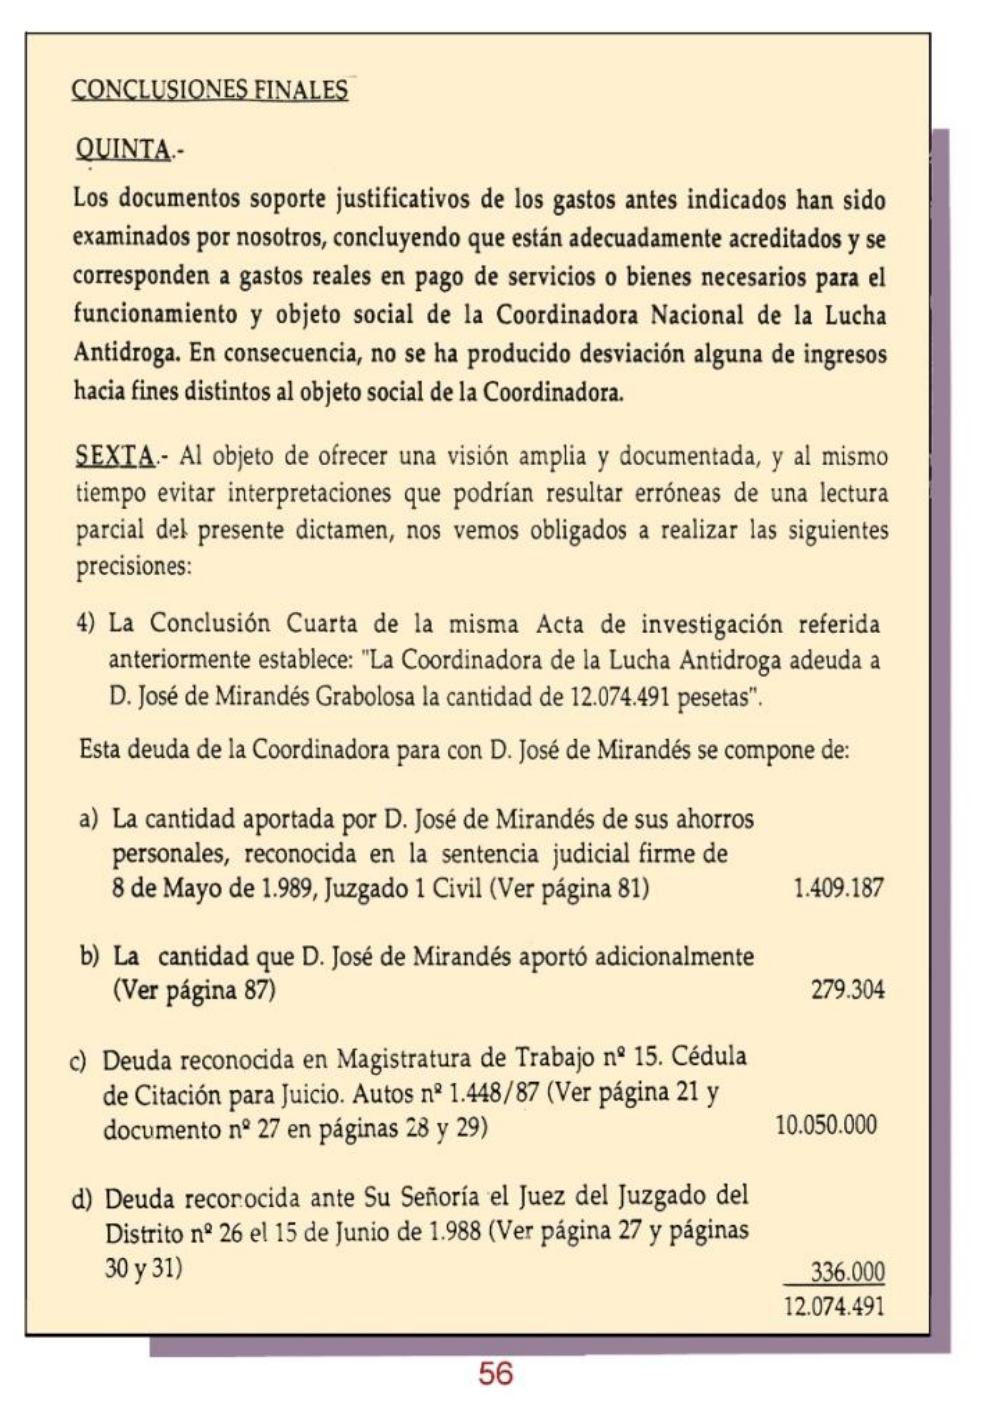 CONCLUSIONES FINALES
QUINTA.-
Los documentos soporte justificativos de los gastos antes indicados han sido
examinados por nosotros, concluyendo que están adecuadamente acreditados y se
corresponden a gastos reales en pago de servicios o bienes necesarios para el
funcionamiento y objeto social de la Coordinadora Nacional de la Lucha
Antidroga. En consecuencia, no se ha producido desviación alguna de ingresos
hacia fines distintos al objeto social de la Coordinadora.
SEXTA.- Al objeto de ofrecer una visión amplia y documentada, y al mismo
tiempo evitar interpretaciones que podrían resultar erróneas de una lectura
parcial del presente dictamen, nos vemos obligados a realizar las siguientes
precisiones:
4) La Conclusión Cuarta de la misma Acta de investigación referida
anteriormente establece: "La Coordinadora de la Lucha Antidroga adeuda a
D. José de Mirandés Grabolosa la cantidad de 12.074.491 pesetas".
Esta deuda de la Coordinadora para con D. José de Mirandés se compone de:
a) La cantidad aportada por D. José de Mirandés de sus ahorros
personales, reconocida en la sentencia judicial firme de
8 de Mayo de 1.989, Juzgado 1 Civil (Ver página 81) 1.409.187
b) La cantidad que D. José de Mirandés aportó adicionalmente
(Ver página 87) 279.304
c) Deuda reconocida en Magistratura de Trabajo nº 15. Cédula
de Citación para Juicio. Autos nº 1.448/87 (Ver página 21 y
documento nº 27 en páginas 28 y 29) 10.050.000
d) Deuda reconocida ante Su Señoría el Juez del Juzgado del
Distrito nº 26 el 15 de Junio de 1.988 (Ver página 27 y páginas
30 y 31) 336.000
12.074.491
56